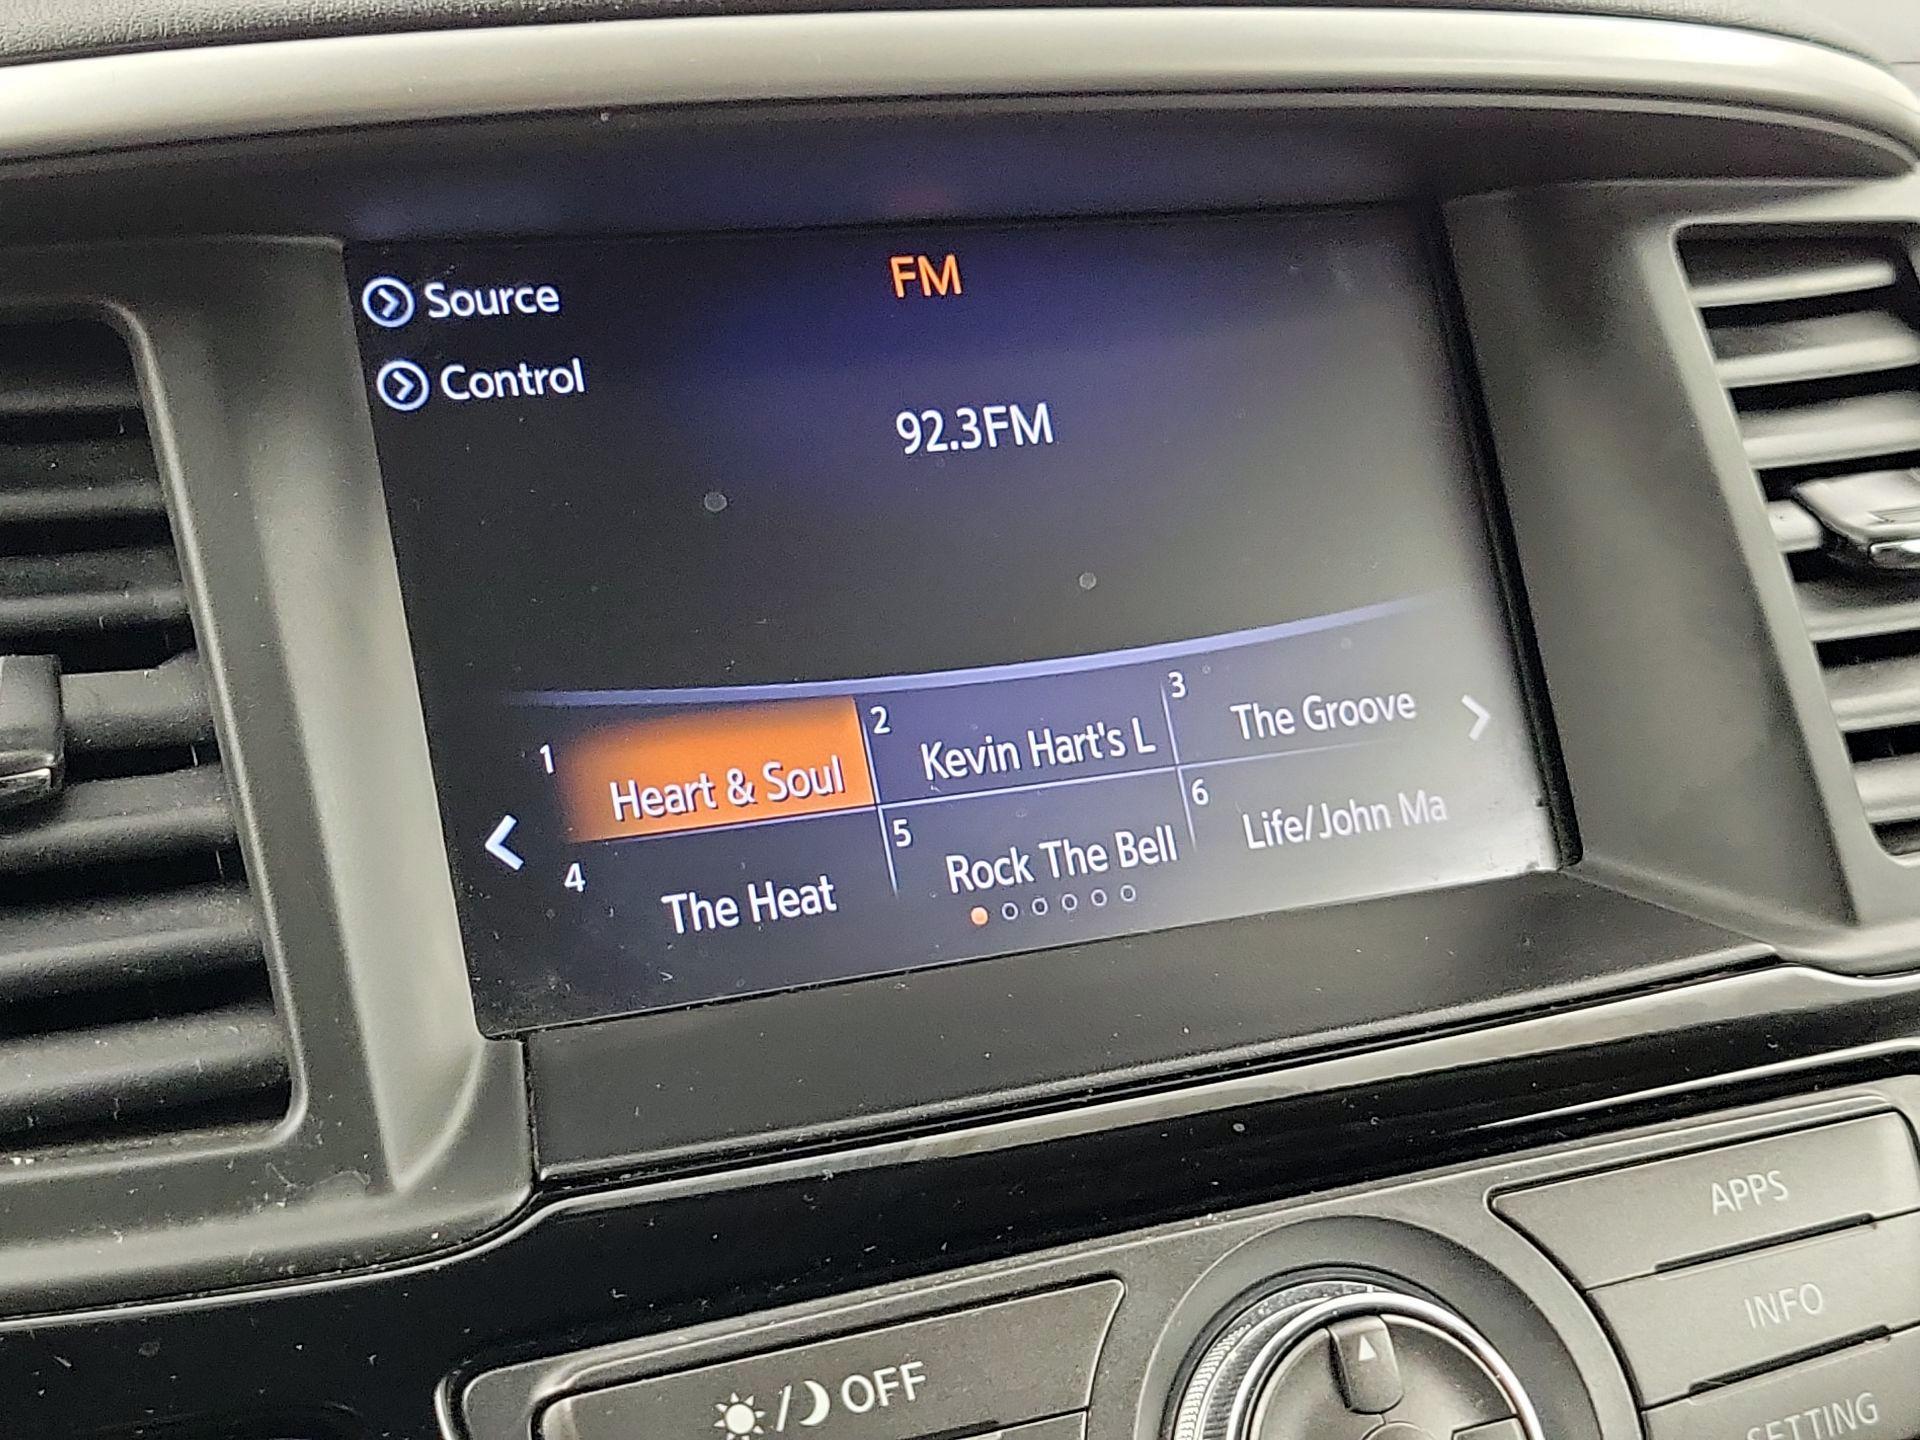 Source
FM
Control
92.3FM
1 Heart & Soul
2 Kevin Hart's L
3 The Groove
4 The Heat
5 Rock The Bell
6 Life/John Ma
APPS
INFO
OFF
SETTING